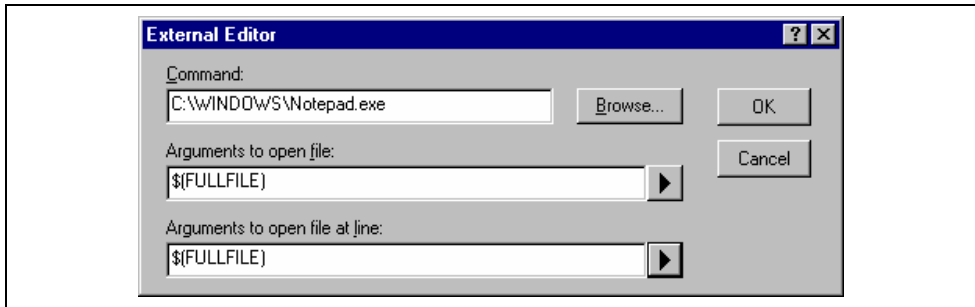 External Editor
Command:
C:\WINDOWS\Notepad.exe
Browse...
OK
Arguments to open file:
Cancel
$(FULLFILE)
Arguments to open file at line:
$(FULLFILE)